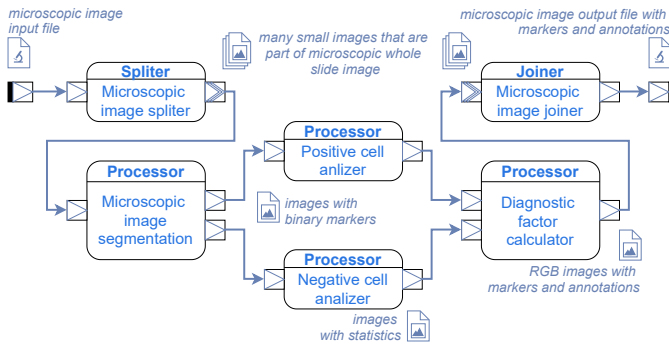 microscopic image
input file
many small images that are
part of microscopic whole
slide image
microscopic image output file with
markers and annotations
Spliter
Microscopic
image spliter
Joiner
Microscopic
image joiner
Processor
Microscopic
image
segmentation
Processor
Positive cell
anlizer
images with
binary markers
Processor
Negative cell
analizer
images
with statistics
Processor
Diagnostic
factor
calculator
RGB images with
markers and annotations